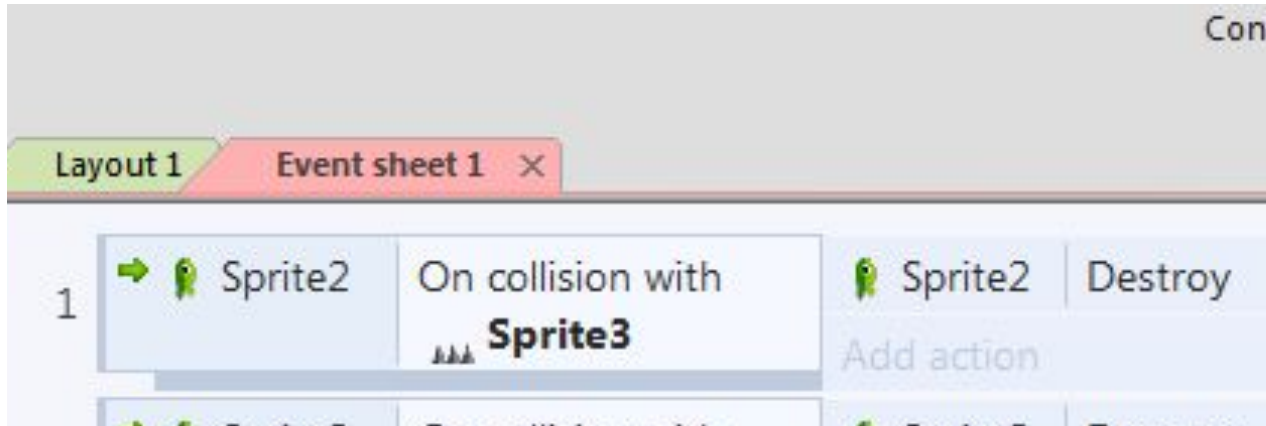 Con
Layout 1
Event sheet 1
1
Sprite2
On collision with
Sprite3
Sprite2
Destroy
Add action